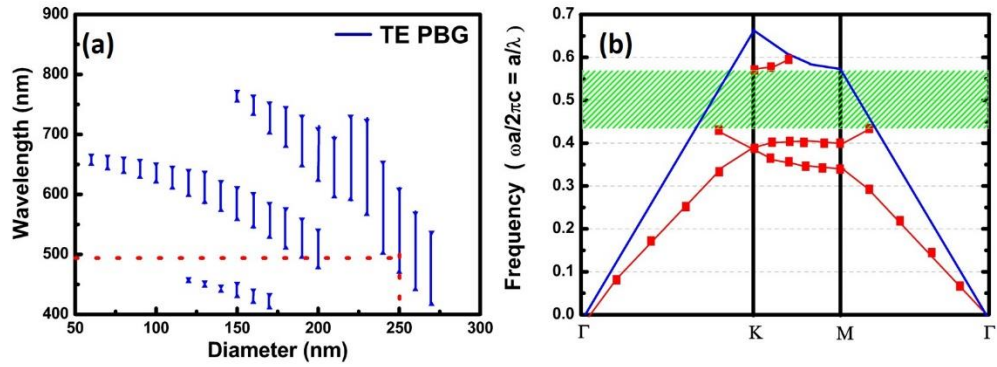 (a)
TE PBG
Wavelength (nm)
900
800
700
600
500
400
50
100
150
200
250
300
Diameter (nm)
(b)
Frequency ( ωa/2πc = a/λ )
0.7
0.6
0.5
0.4
0.3
0.2
0.1
0.0
Γ
K
M
Γ